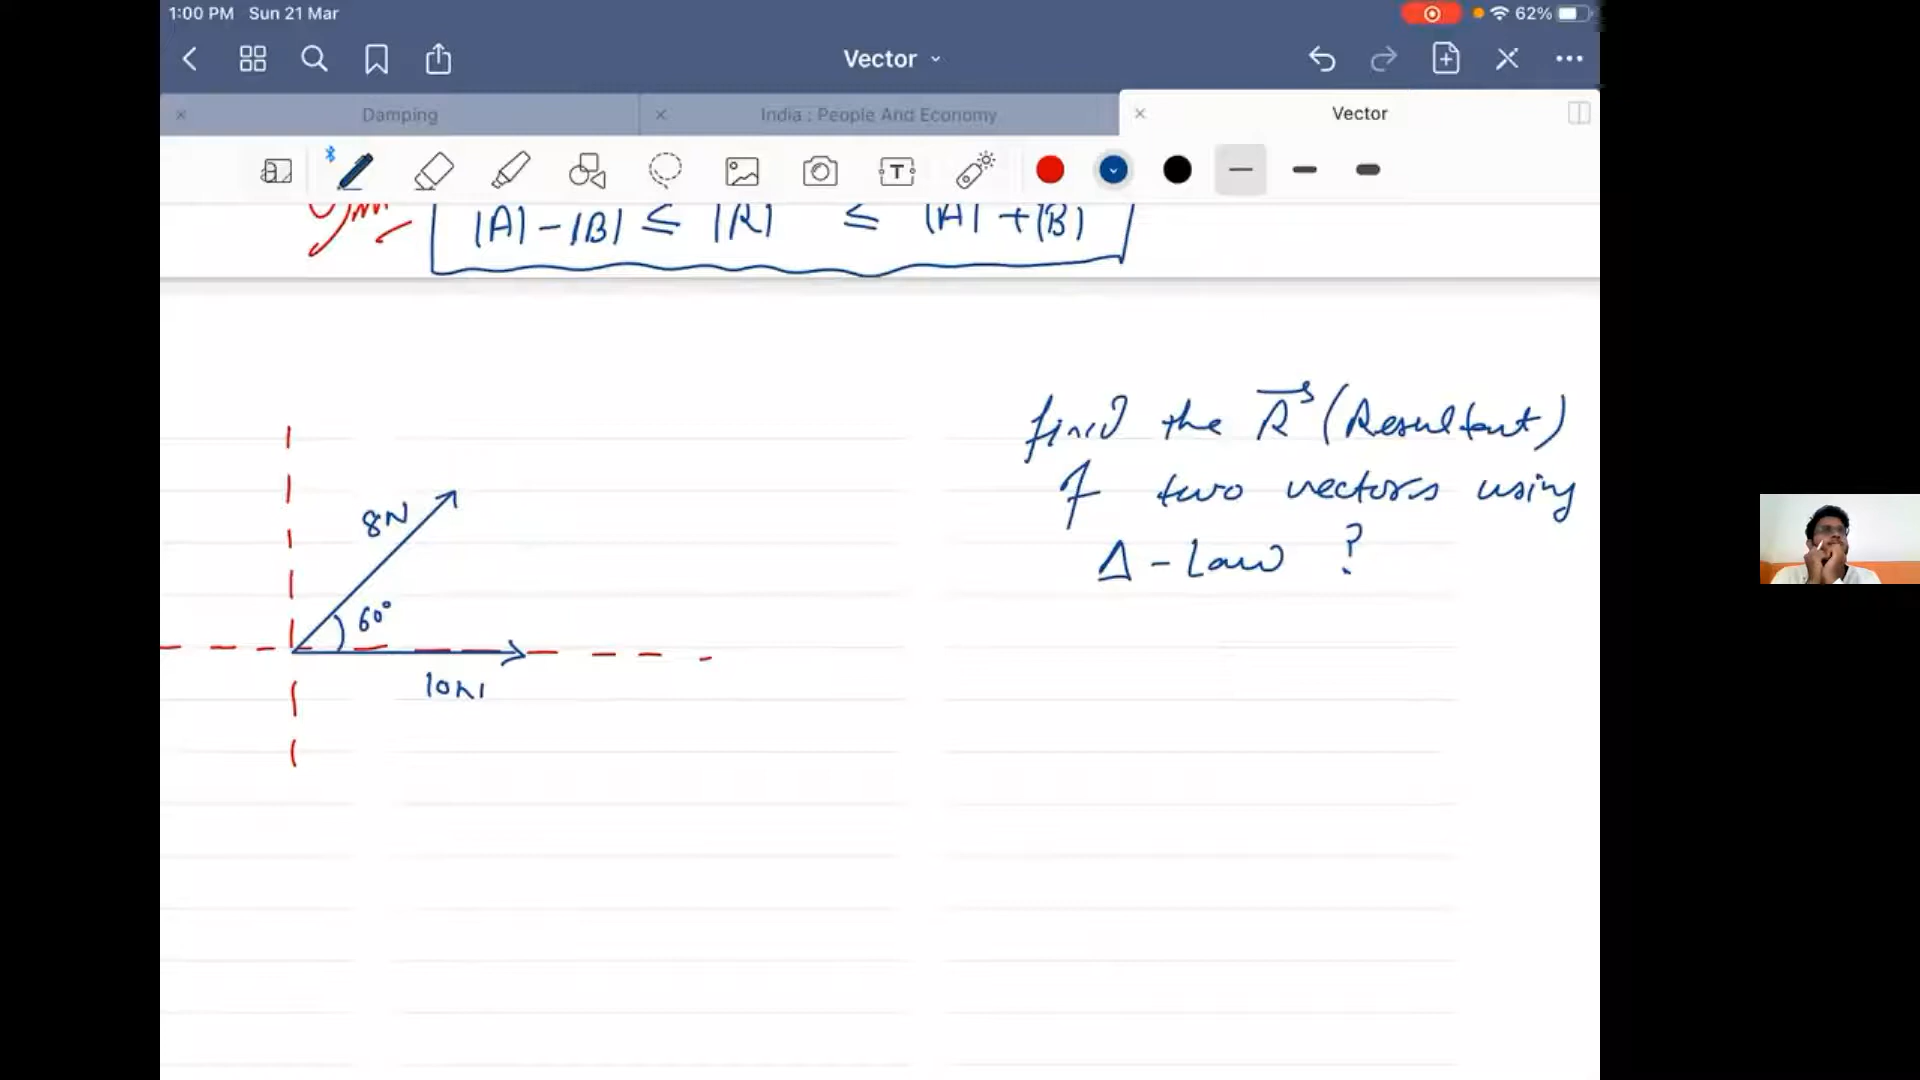 1:00 PM Sun 21 Mar
62%
Vector
Damping
India : People And Economy
Vector
T
|A| - |B| ≤ |R| ≤ |A| + |B|
find the R (Resultant)
of two vectors using
Δ - Law ?
8N
60°
10N